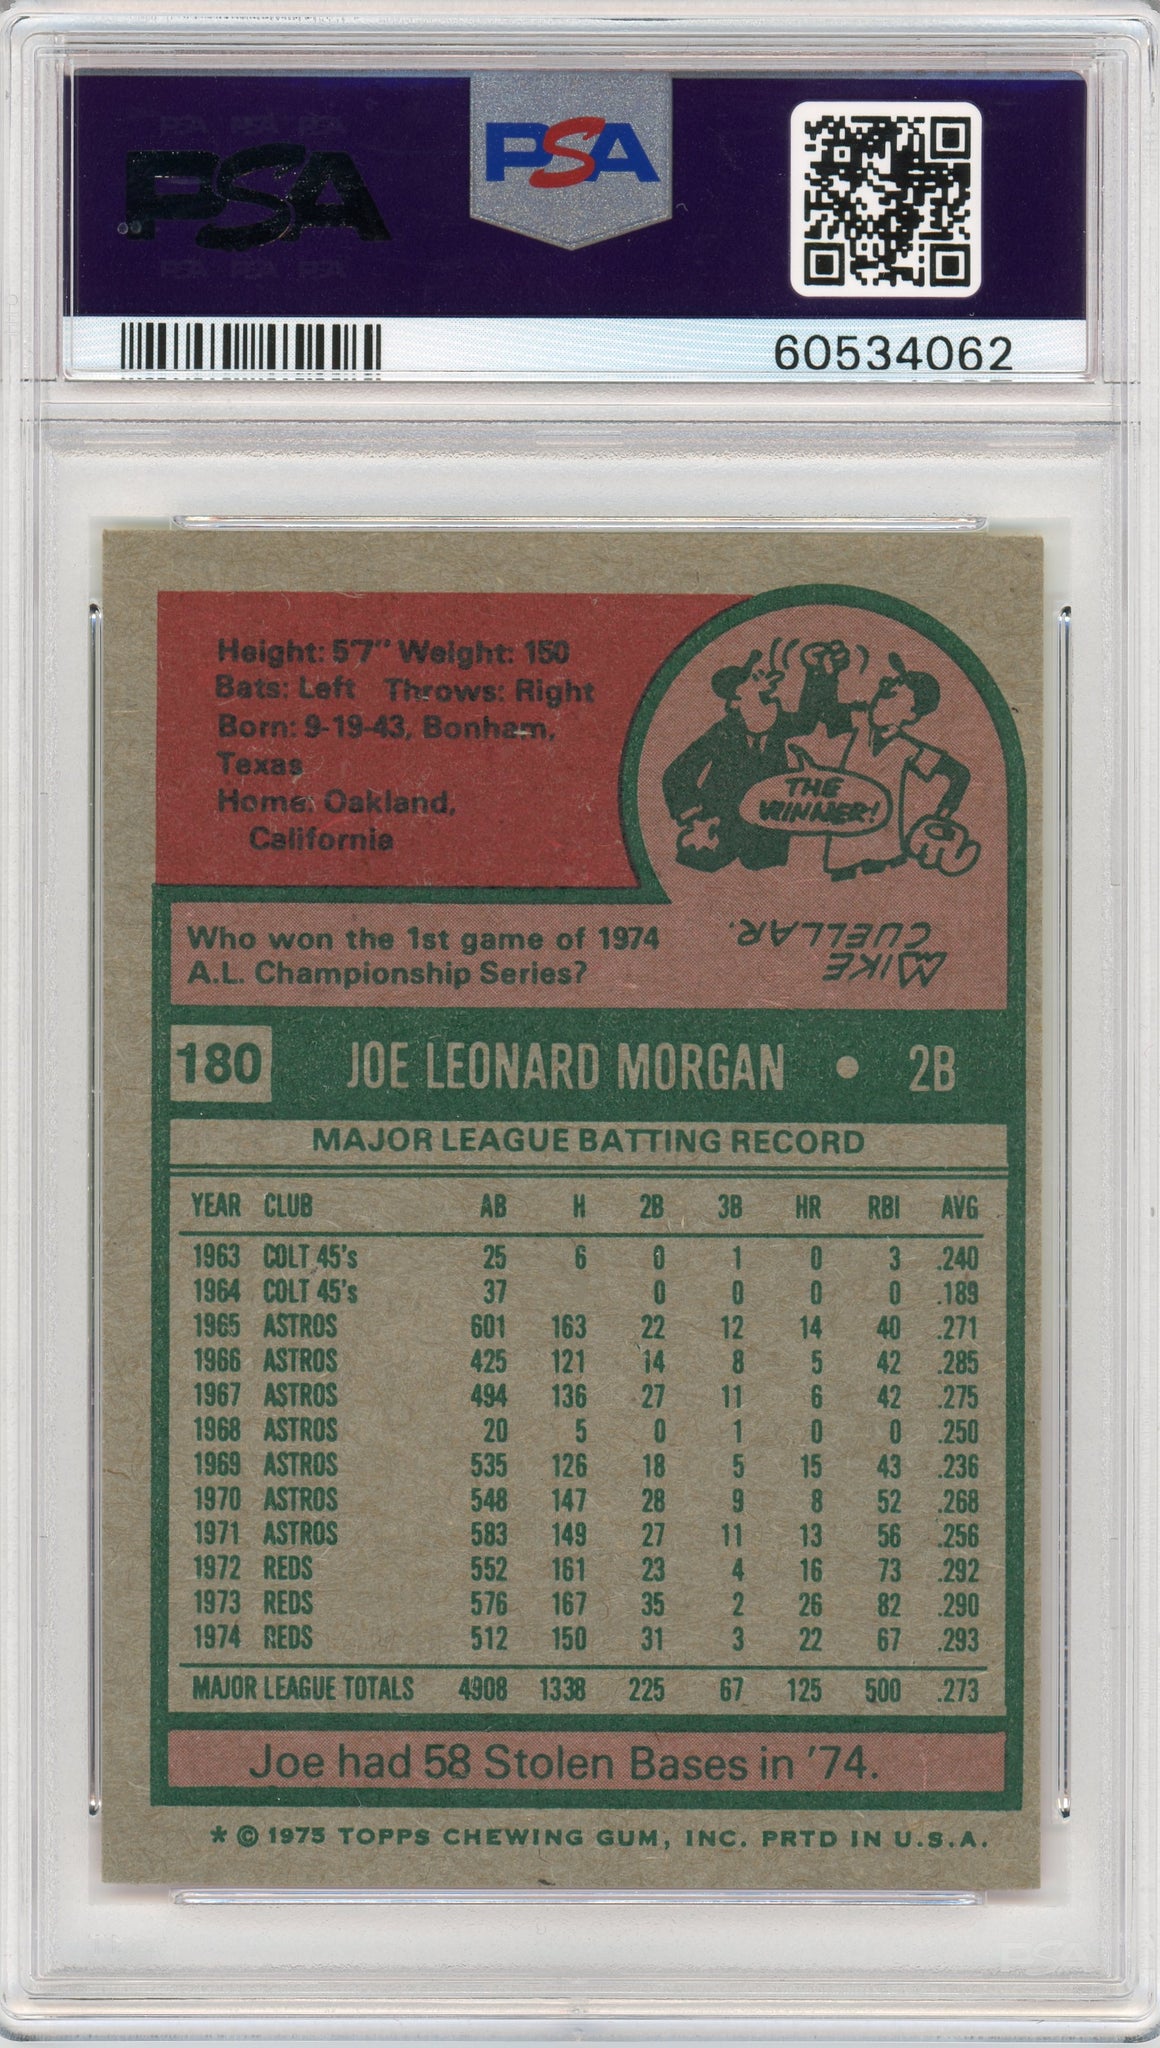 PSA
PSA
60534062
Height: 5'7" Weight: 150
Bats: Left Throws: Right
Born: 9-19-43, Bonham,
Texas
Home: Oakland,
California
THE
WINNER!
Who won the 1st game of 1974
A.L. Championship Series?
MIKE
CUELLAR.
180 JOE LEONARD MORGAN • 2B
MAJOR LEAGUE BATTING RECORD
YEAR CLUB AB H 2B 3B HR RBI AVG
1963 COLT 45's 25 6 0 1 0 3 .240
1964 COLT 45's 37 0 0 0 0 .189
1965 ASTROS 601 163 22 12 14 40 .271
1966 ASTROS 425 121 14 8 5 42 .285
1967 ASTROS 494 136 27 11 6 42 .275
1968 ASTROS 20 5 0 1 0 0 .250
1969 ASTROS 535 126 18 5 15 43 .236
1970 ASTROS 548 147 28 9 8 52 .268
1971 ASTROS 583 149 27 11 13 56 .256
1972 REDS 552 161 23 4 16 73 .292
1973 REDS 576 167 35 2 26 82 .290
1974 REDS 512 150 31 3 22 67 .293
MAJOR LEAGUE TOTALS 4908 1338 225 67 125 500 .273
Joe had 58 Stolen Bases in '74.
* © 1975 TOPPS CHEWING GUM, INC. PRTD IN U.S.A.
PSA